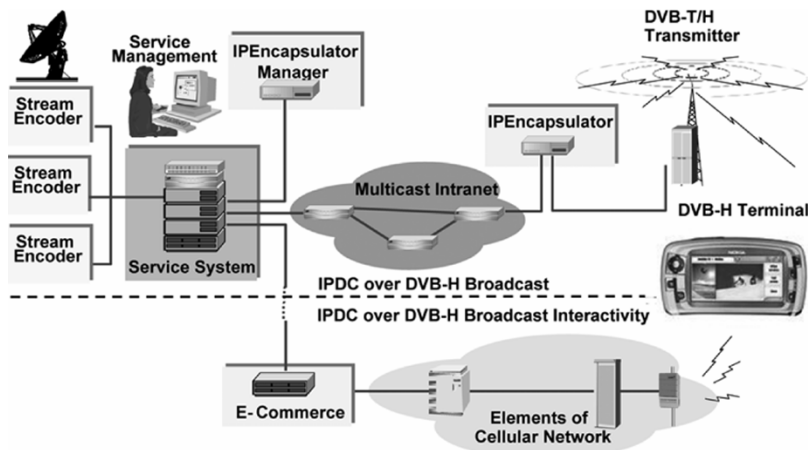 DVB-T/H
Transmitter
Service
Management
IPEncapsulator
Manager
Stream
Encoder
IPEncapsulator
Stream
Encoder
Multicast Intranet
DVB-H Terminal
Stream
Encoder
Service System
NOKIA
IPDC over DVB-H Broadcast
IPDC over DVB-H Broadcast Interactivity
E-Commerce
Elements of
Cellular Network